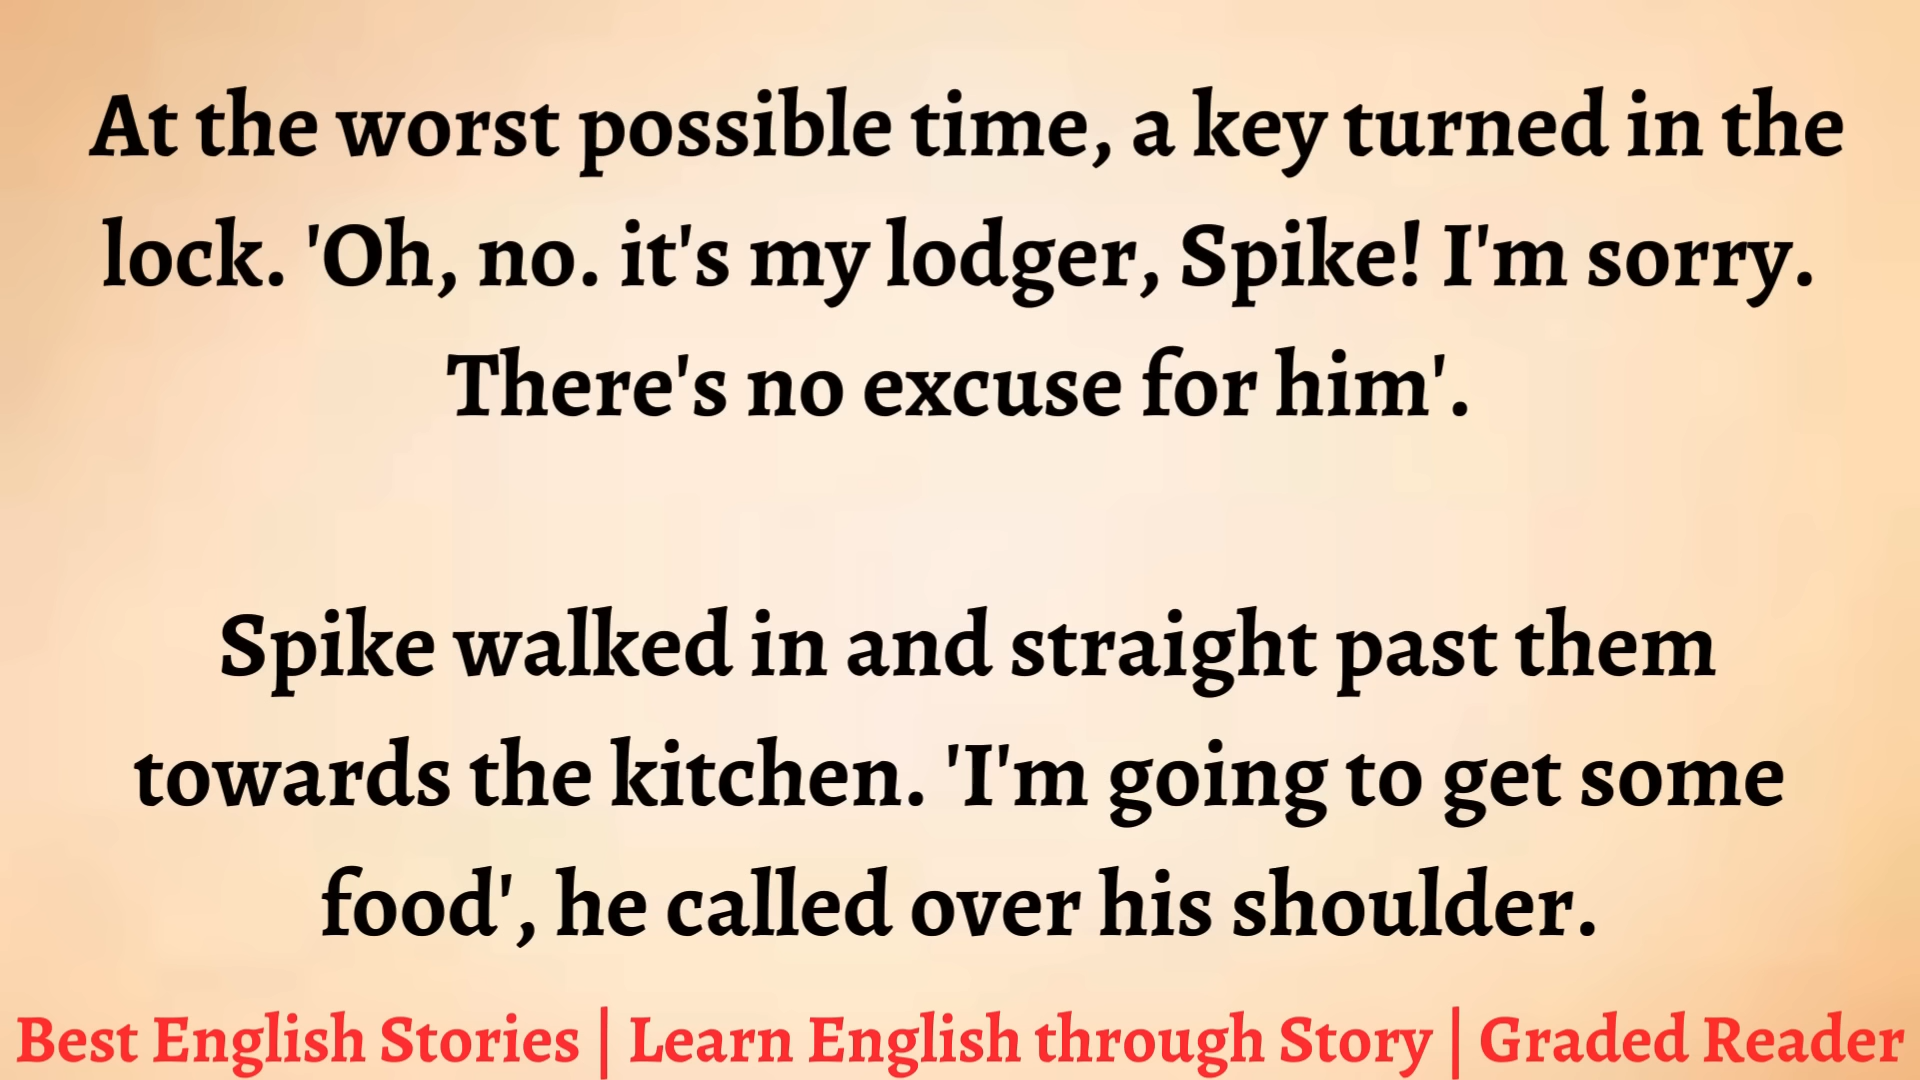 At the worst possible time, a key turned in the
lock. 'Oh, no. it's my lodger, Spike! I'm sorry.
There's no excuse for him'.
Spike walked in and straight past them
towards the kitchen. 'I'm going to get some
food', he called over his shoulder.
Best English Stories | Learn English through Story | Graded Reader